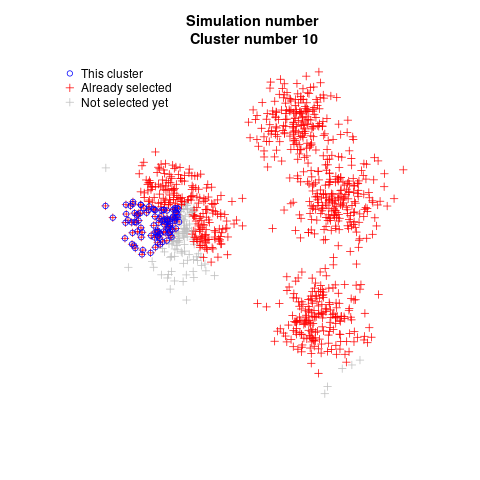 Simulation number
Cluster number 10
This cluster
Already selected
Not selected yet